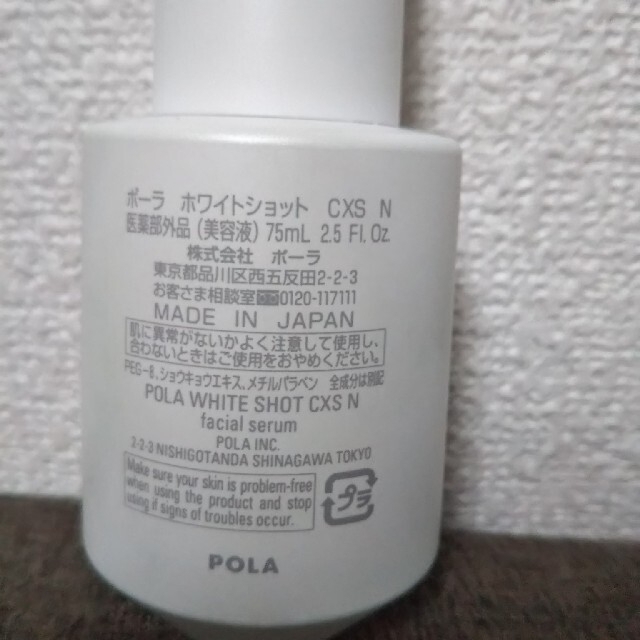 ポーラ ホワイトショット CXS N
医薬部外品 (美容液) 75mL 2.5 Fl. Oz.
株式会社 ポーラ
東京都品川区西五反田2-2-3
お客さま相談室 0120-117111
MADE IN JAPAN
肌に異常がないかよく注意して使用し、
合わないときはご使用をおやめください。
PEG-6、ショウキョウエキス、メチルパラベン 全成分は別記
POLA WHITE SHOT CXS N
facial serum
POLA INC.
2-2-3 NISHIGOTANDA SHINAGAWA TOKYO
Make sure your skin is problem-free
when using the product and stop
using if signs of troubles occur.
プラ
POLA